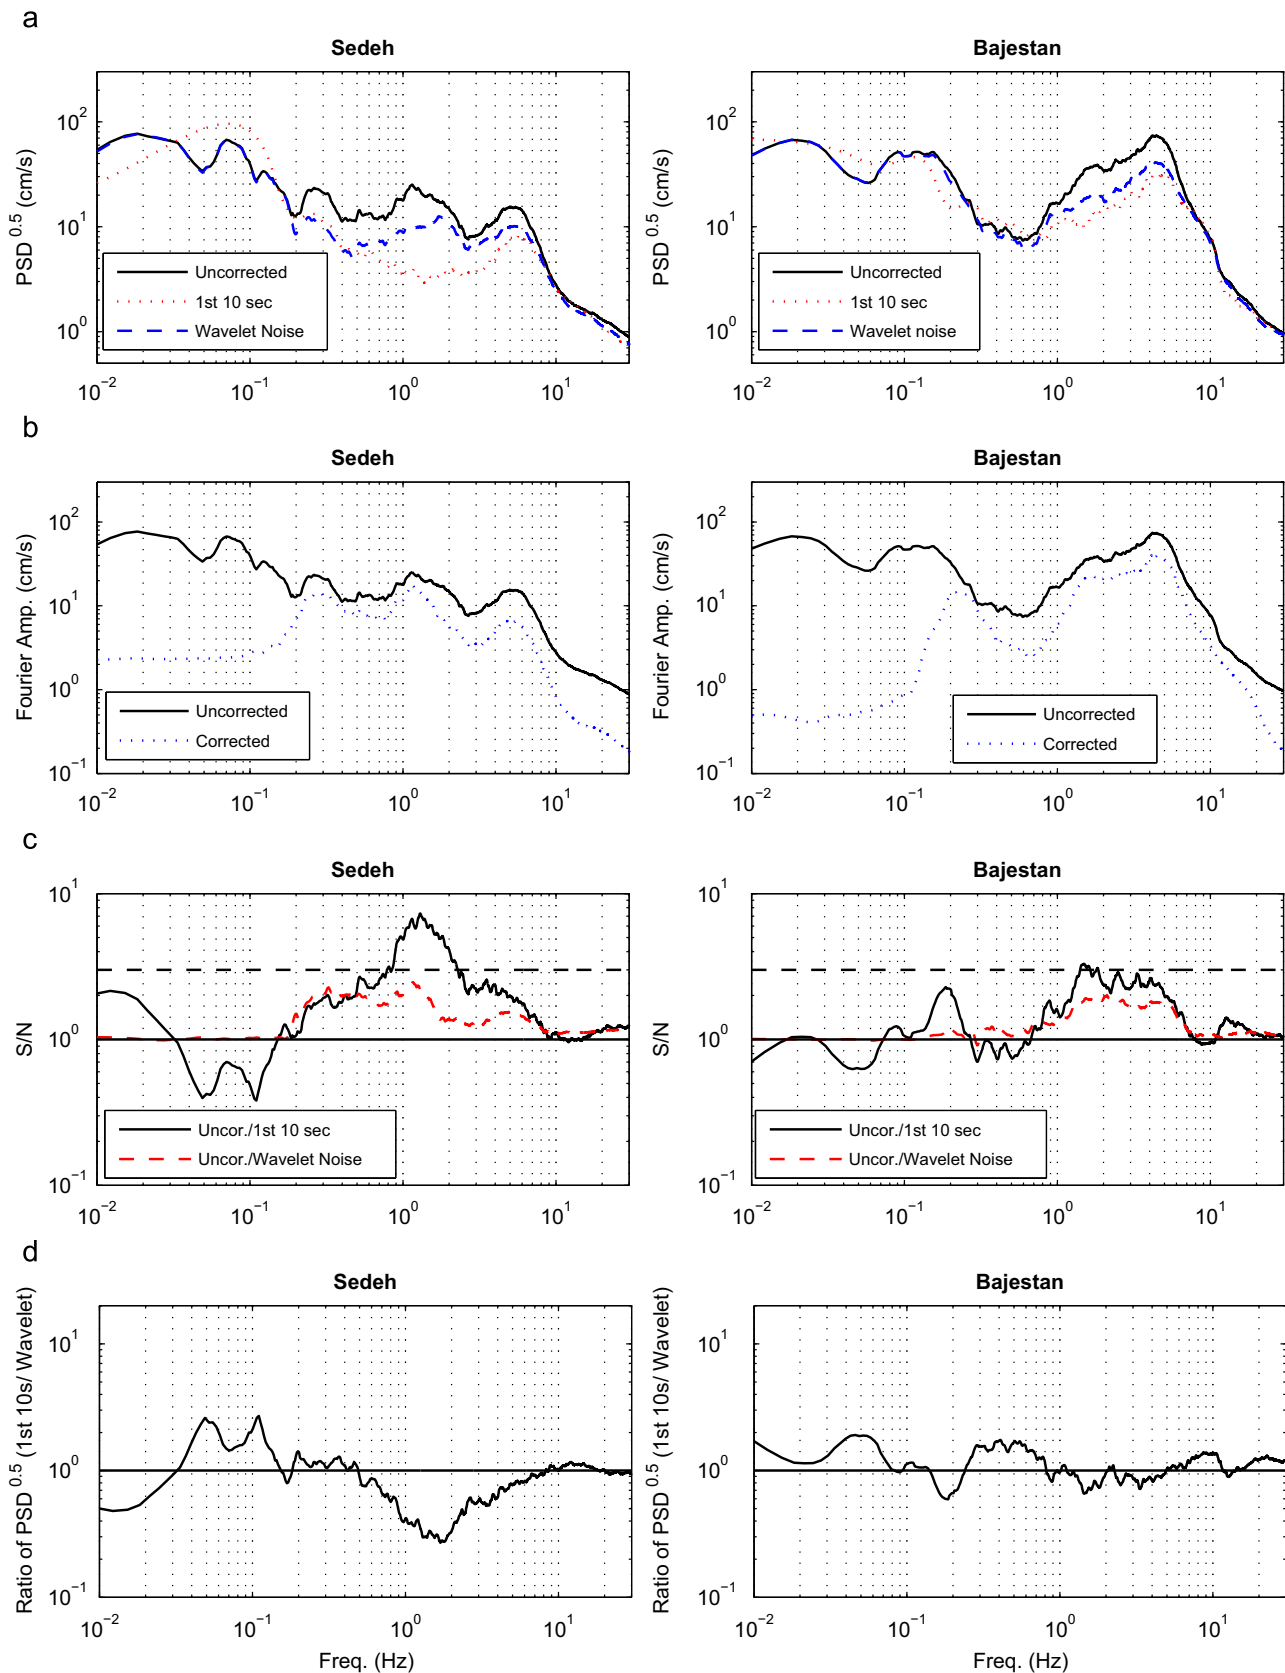 a
Sedeh
Bajestan
PSD 0.5 (cm/s)
10^2
10^1
10^0
Uncorrected
1st 10 sec
Wavelet Noise
10^−2
10^−1
10^0
10^1
PSD 0.5 (cm/s)
10^2
10^1
10^0
Uncorrected
1st 10 sec
Wavelet noise
10^−2
10^−1
10^0
10^1
b
Sedeh
Bajestan
Fourier Amp. (cm/s)
10^2
10^1
10^0
10^−1
Uncorrected
Corrected
10^−2
10^−1
10^0
10^1
Fourier Amp. (cm/s)
10^2
10^1
10^0
10^−1
Uncorrected
Corrected
10^−2
10^−1
10^0
10^1
c
Sedeh
Bajestan
S/N
10^1
10^0
10^−1
Uncor./1st 10 sec
Uncor./Wavelet Noise
10^−2
10^−1
10^0
10^1
S/N
10^1
10^0
10^−1
Uncor./1st 10 sec
Uncor./Wavelet Noise
10^−2
10^−1
10^0
10^1
d
Sedeh
Bajestan
Ratio of PSD 0.5 (1st 10s/ Wavelet)
10^1
10^0
10^−1
10^−2
10^−1
10^0
10^1
Freq. (Hz)
Ratio of PSD 0.5 (1st 10s/ Wavelet)
10^1
10^0
10^−1
10^−2
10^−1
10^0
10^1
Freq. (Hz)